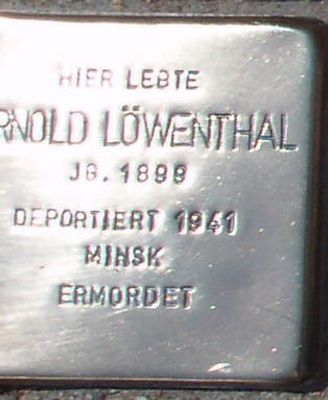 HIER LEBTE
RNOLD LÖWENTHAL
JG. 1899
DEPORTIERT 1941
MINSK
ERMORDET